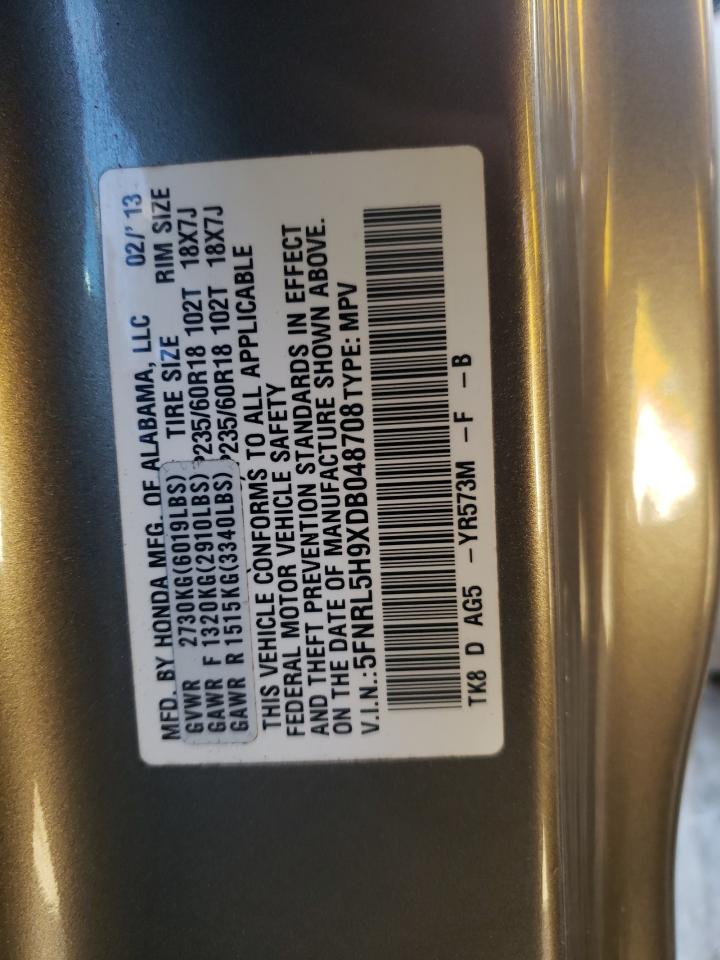 MFD. BY HONDA MFG. OF ALABAMA, LLC 02/'13
TIRE SIZE RIM SIZE
GVWR 2730KG(6019LBS)
GAWR F 1320KG(2910LBS) P235/60R18 102T 18X7J
GAWR R 1515KG(3340LBS) P235/60R18 102T 18X7J
THIS VEHICLE CONFORMS TO ALL APPLICABLE
FEDERAL MOTOR VEHICLE SAFETY
AND THEFT PREVENTION STANDARDS IN EFFECT
ON THE DATE OF MANUFACTURE SHOWN ABOVE.
V.I.N.:5FNRL5H9XDB048708 TYPE: MPV
TK8 D AG5 -YR573M -F -B